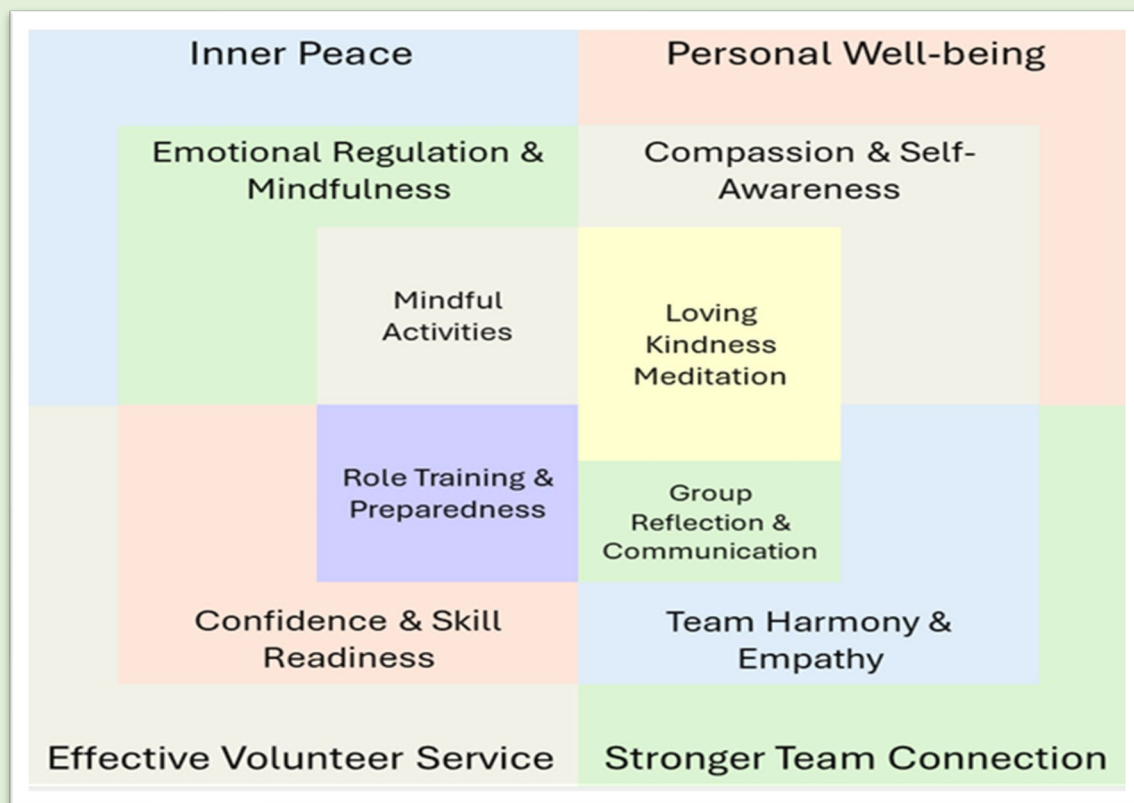 Inner Peace
Personal Well-being
Emotional Regulation &
Mindfulness
Compassion & Self-
Awareness
Mindful
Activities
Loving
Kindness
Meditation
Role Training &
Preparedness
Group
Reflection &
Communication
Confidence & Skill
Readiness
Team Harmony &
Empathy
Effective Volunteer Service
Stronger Team Connection